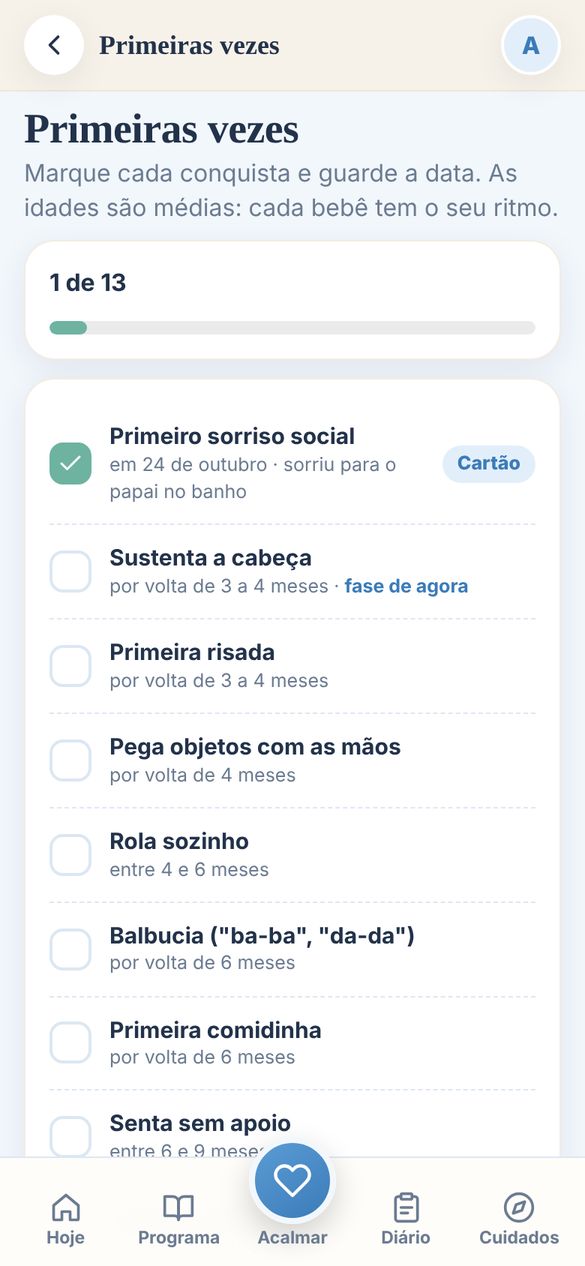 Primeiras vezes
A
Primeiras vezes
Marque cada conquista e guarde a data. As
idades são médias: cada bebê tem o seu ritmo.
1 de 13
Primeiro sorriso social
em 24 de outubro · sorriu para o
papai no banho
Cartão
Sustenta a cabeça
por volta de 3 a 4 meses · fase de agora
Primeira risada
por volta de 3 a 4 meses
Pega objetos com as mãos
por volta de 4 meses
Rola sozinho
entre 4 e 6 meses
Balbucia ("ba-ba", "da-da")
por volta de 6 meses
Primeira comidinha
por volta de 6 meses
Senta sem apoio
entre 6 e 9 meses
Hoje
Programa
Acalmar
Diário
Cuidados